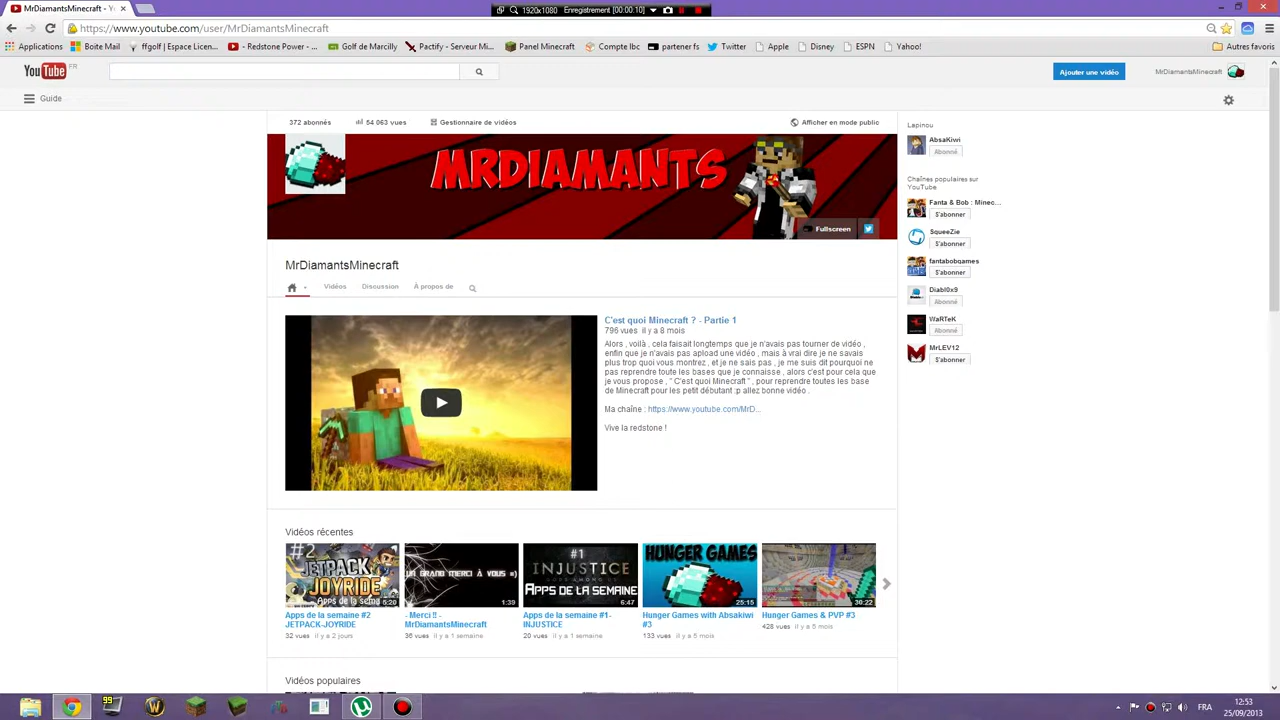 MrDiamantsMinecraft - Yo
1920x1080 Enregistrement [00:00:10]
https://www.youtube.com/user/MrDiamantsMinecraft
Applications Boite Mail ffgolf | Espace Licen... - Redstone Power - ... Golf de Marcilly Pactify - Serveur Mi... Panel Minecraft Compte lbc partener fs Twitter Apple Disney ESPN Yahoo! Autres favoris
YouTube FR
Ajouter une vidéo
MrDiamantsMinecraft
Guide
372 abonnés 54 063 vues Gestionnaire de vidéos Afficher en mode public
MRDIAMANTS
Fullscreen
MrDiamantsMinecraft
Vidéos Discussion À propos de
C'est quoi Minecraft ? - Partie 1
796 vues il y a 8 mois
Alors , voilà , cela faisait longtemps que je n'avais pas tourner de vidéo ,
enfin que je n'avais pas apload une vidéo , mais à vrai dire je ne savais
plus trop quoi vous montrez , et je ne sais pas , je me suis dit pourquoi ne
pas reprendre toute les bases que je connaisse , alors c'est pour cela que
je vous propose , " C'est quoi Minecraft " , pour reprendre toutes les base
de Minecraft pour les petit débutant :p allez bonne vidéo .
Ma chaîne : https://www.youtube.com/MrD...
Vive la redstone !
Lapinou
AbsaKiwi
Abonné
Chaînes populaires sur
YouTube
Fanta & Bob : Minec...
S'abonner
SqueeZie
S'abonner
fantabobgames
S'abonner
Diabl0x9
Abonné
WaRTeK
Abonné
MrLEV12
S'abonner
Vidéos récentes
#2
JETPACK
JOYRIDE
Apps de la sema
5:20
UN GRAND MERCI À VOUS =)
1:39
#1
INJUSTICE
APPS DE LA SEMAINE
6:47
HUNGER GAMES
25:15
30:22
Apps de la semaine #2
JETPACK-JOYRIDE
32 vues il y a 2 jours
- Merci !! -
MrDiamantsMinecraft
36 vues il y a 1 semaine
Apps de la semaine #1-
INJUSTICE
20 vues il y a 1 semaine
Hunger Games with Absakiwi
#3
133 vues il y a 5 mois
Hunger Games & PVP #3
428 vues il y a 5 mois
Vidéos populaires
99
FRA
12:53
25/09/2013